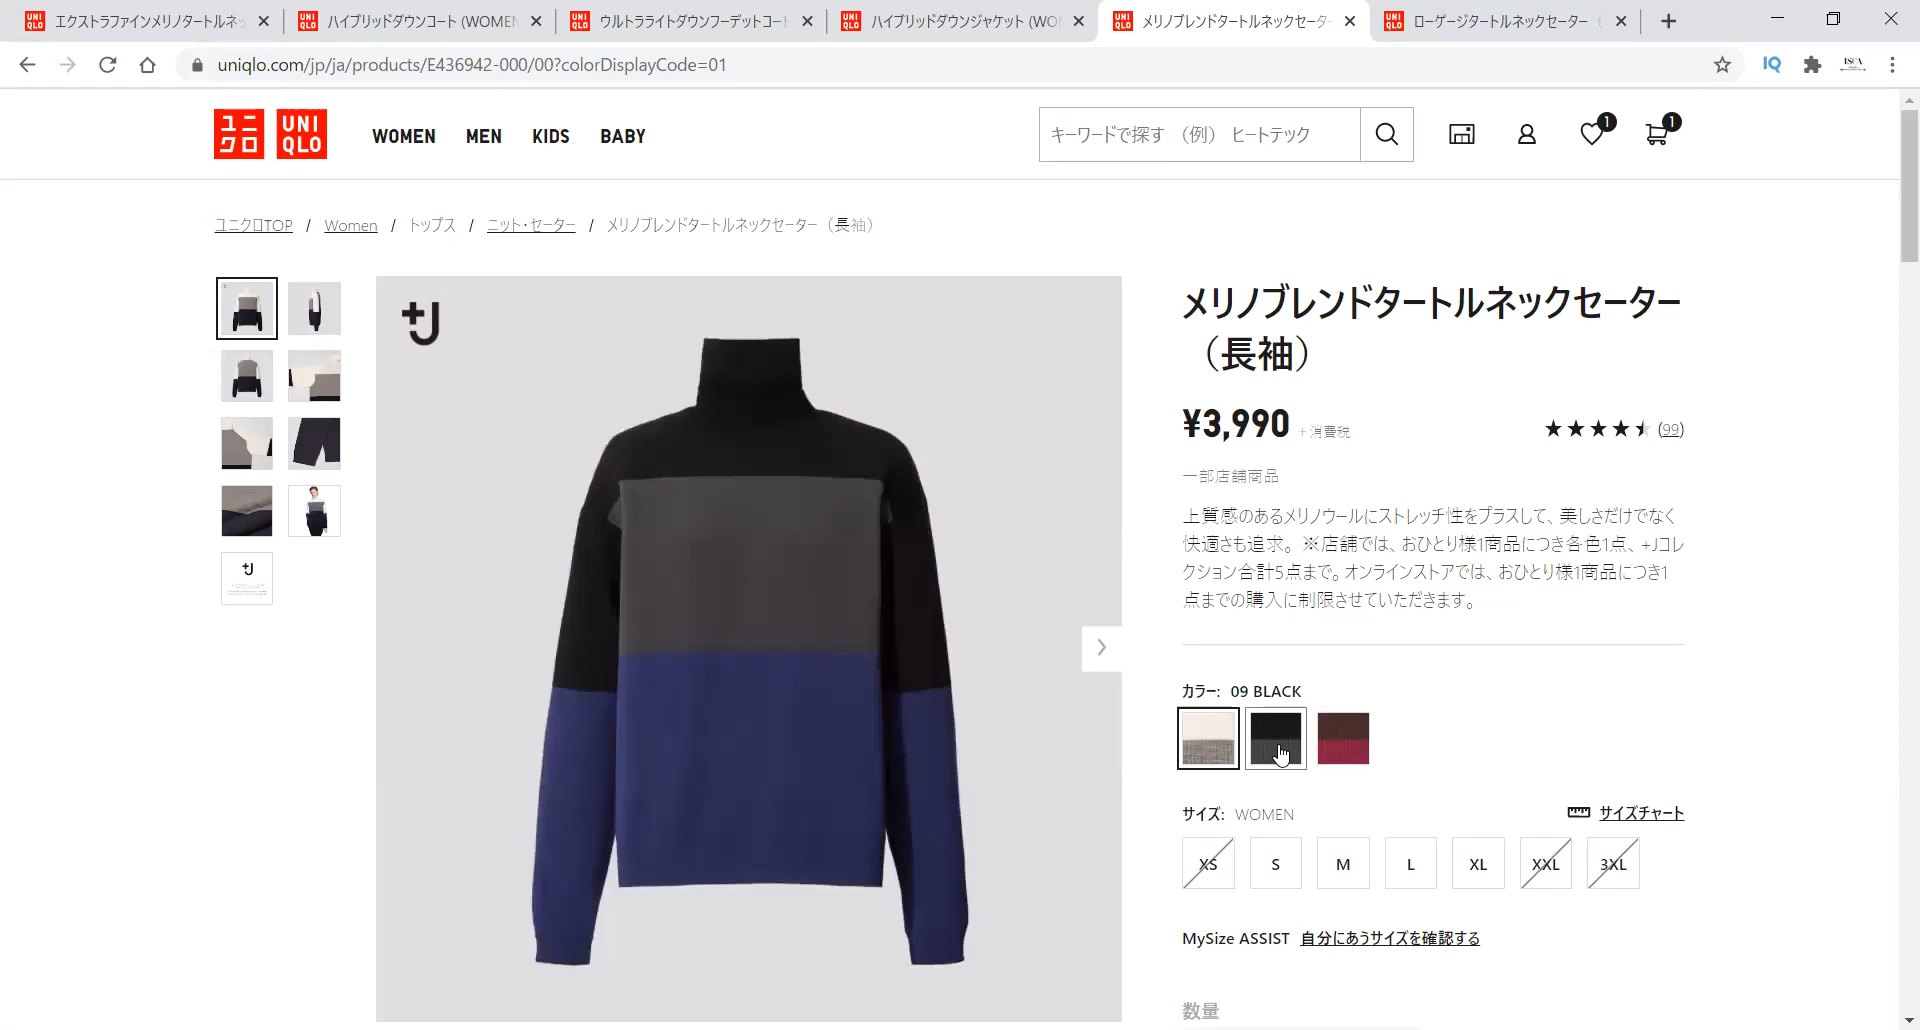 エクストラファインメリノタートルネッ
ハイブリッドダウンコート (WOMEN
ウルトラライトダウンフーデットコート
ハイブリッドダウンジャケット (WO
メリノブレンドタートルネックセーター
ローゲージタートルネックセーター
uniqlo.com/jp/ja/products/E436942-000/00?colorDisplayCode=01
IQ
ユニクロ
UNIQLO
WOMEN
MEN
KIDS
BABY
キーワードで探す （例） ヒートテック
1
1
ユニクロTOP / Women / トップス / ニット・セーター / メリノブレンドタートルネックセーター（長袖）
+J
メリノブレンドタートルネックセーター
（長袖）
¥3,990 + 消費税
(99)
一部店舗商品
上質感のあるメリノウールにストレッチ性をプラスして、美しさだけでなく
快適さも追求。※店舗では、おひとり様1商品につき各色1点、+Jコレ
クション合計5点まで。オンラインストアでは、おひとり様1商品につき1
点までの購入に制限させていただきます。
カラー: 09 BLACK
サイズ: WOMEN
サイズチャート
XS
S
M
L
XL
XXL
3XL
MySize ASSIST 自分にあうサイズを確認する
数量
+J